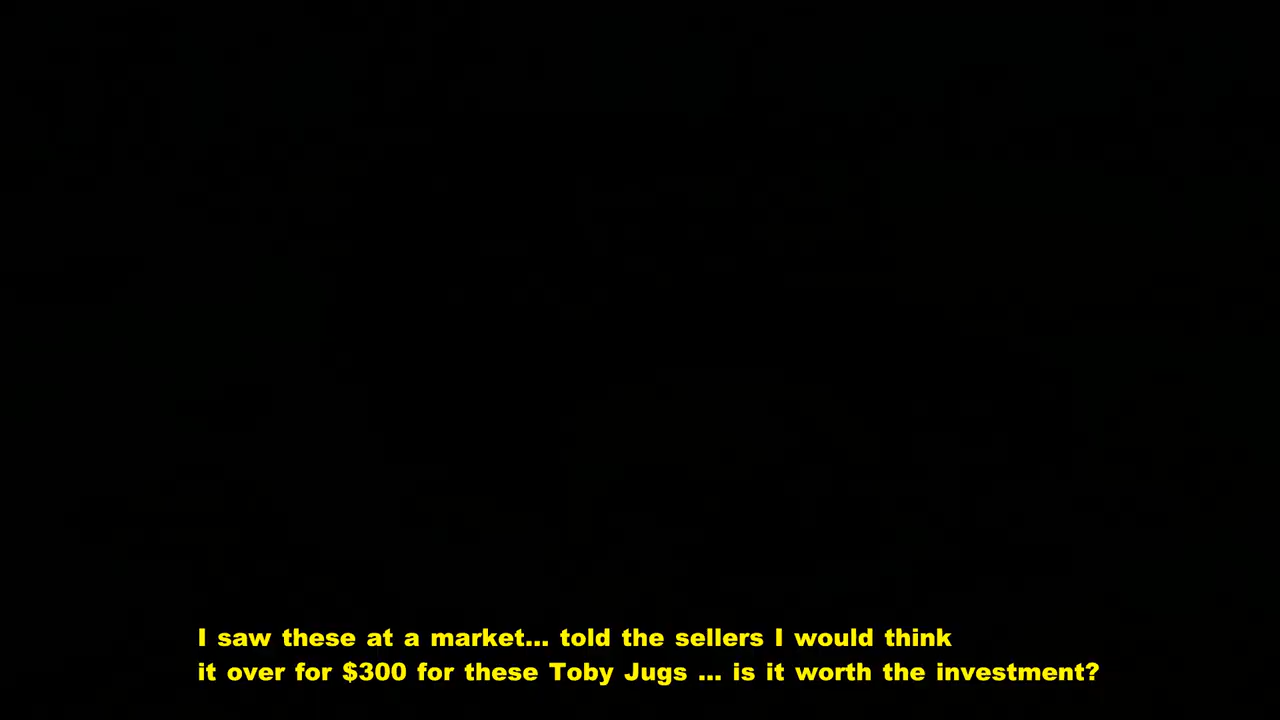 I saw these at a market... told the sellers I would think
it over for $300 for these Toby Jugs ... is it worth the investment?